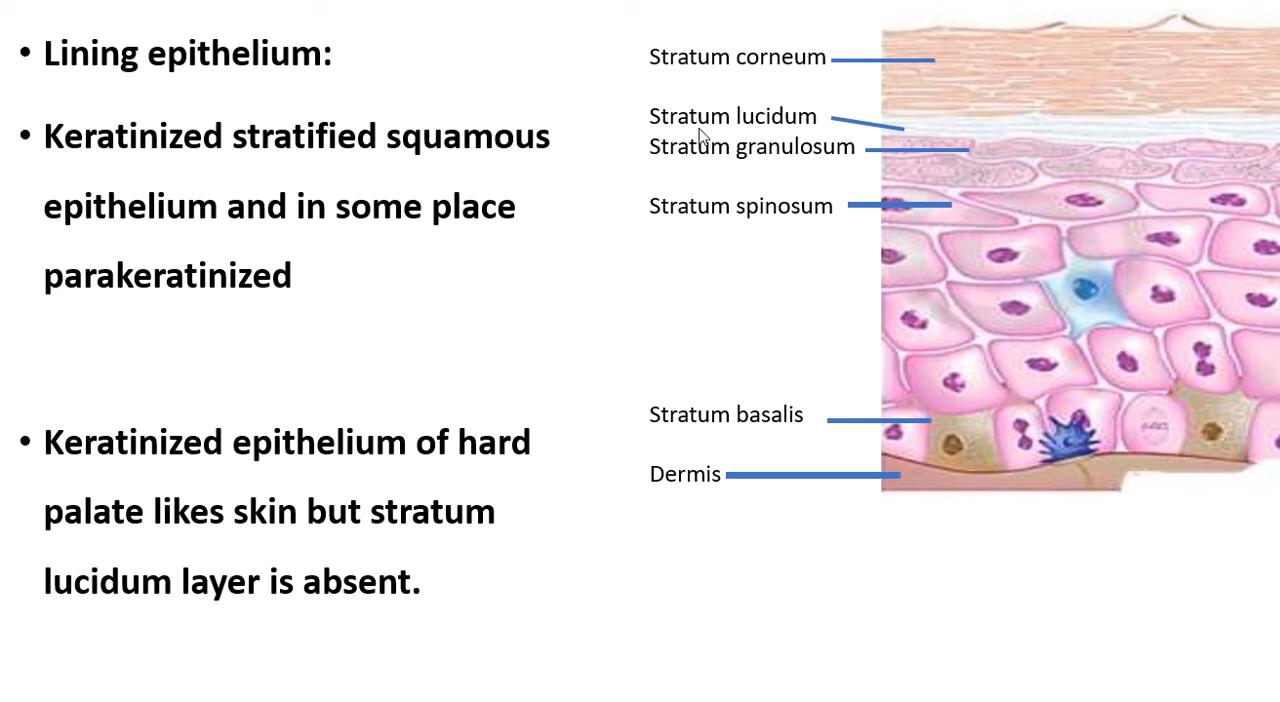 • Lining epithelium:
• Keratinized stratified squamous
epithelium and in some place
parakeratinized
• Keratinized epithelium of hard
palate likes skin but stratum
lucidum layer is absent.
Stratum corneum
Stratum lucidum
Stratum granulosum
Stratum spinosum
Stratum basalis
Dermis